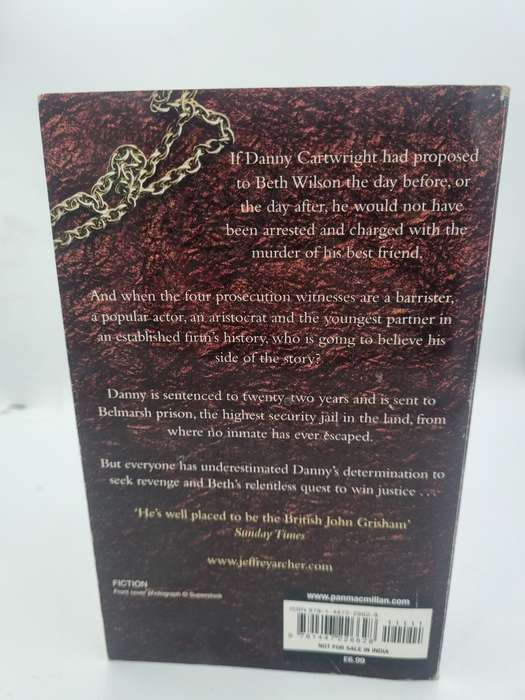 If Danny Cartwright had proposed
to Beth Wilson the day before, or
the day after, he would not have
been arrested and charged with the
murder of his best friend.
And when the four prosecution witnesses are a barrister,
a popular actor, an aristocrat and the youngest partner in
an established firm's history, who is going to believe his
side of the story?
Danny is sentenced to twenty-two years and is sent to
Belmarsh prison, the highest security jail in the land, from
where no inmate has ever escaped.
But everyone has underestimated Danny's determination to
seek revenge and Beth's relentless quest to win justice . . .
'He's well placed to be the British John Grisham'
Sunday Times
www.jeffreyarcher.com
FICTION
Front cover photograph © Superstock
www.panmacmillan.com
11111
NOT FOR SALE IN INDIA
£6.99